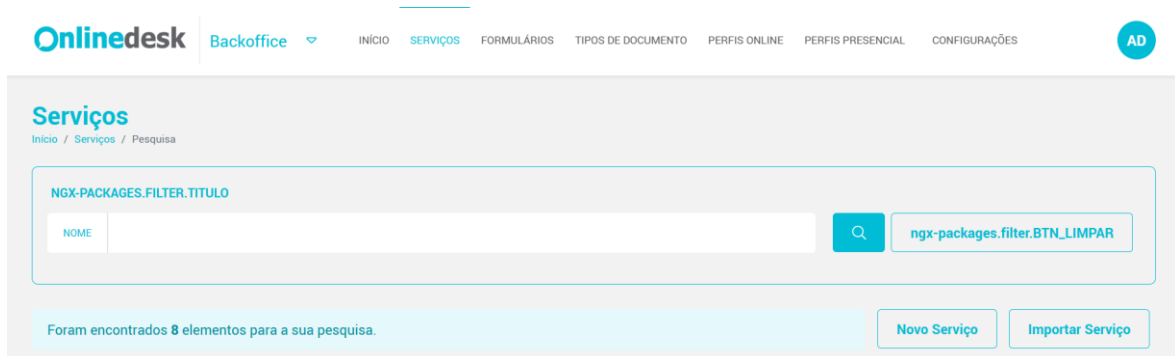 Onlinedesk Backoffice INÍCIO SERVIÇOS FORMULÁRIOS TIPOS DE DOCUMENTO PERFIS ONLINE PERFIS PRESENCIAL CONFIGURAÇÕES AD
Serviços
Início / Serviços / Pesquisa
NGX-PACKAGES.FILTER.TITULO
NOME ngx-packages.filter.BTN_LIMPAR
Foram encontrados 8 elementos para a sua pesquisa. Novo Serviço Importar Serviço